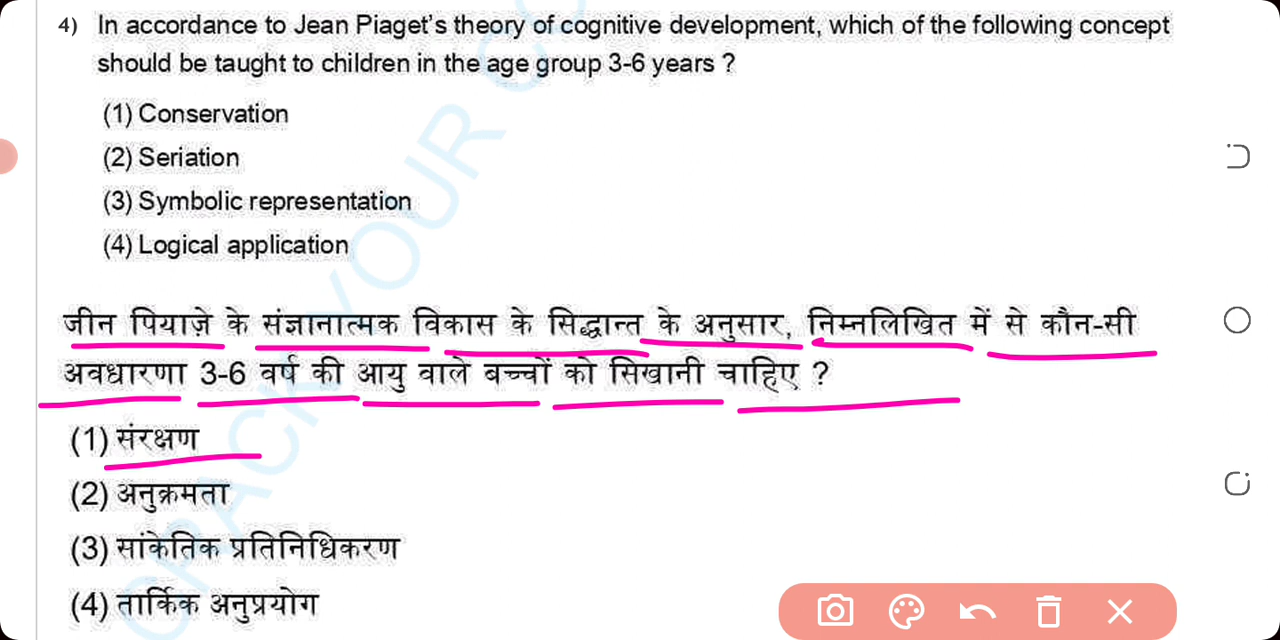 4) In accordance to Jean Piaget's theory of cognitive development, which of the following concept
should be taught to children in the age group 3-6 years ?
(1) Conservation
(2) Seriation
(3) Symbolic representation
(4) Logical application
जीन पियाज़े के संज्ञानात्मक विकास के सिद्धान्त के अनुसार, निम्नलिखित में से कौन-सी
अवधारणा 3-6 वर्ष की आयु वाले बच्चों को सिखानी चाहिए ?
(1) संरक्षण
(2) अनुक्रमता
(3) सांकेतिक प्रतिनिधिकरण
(4) तार्किक अनुप्रयोग